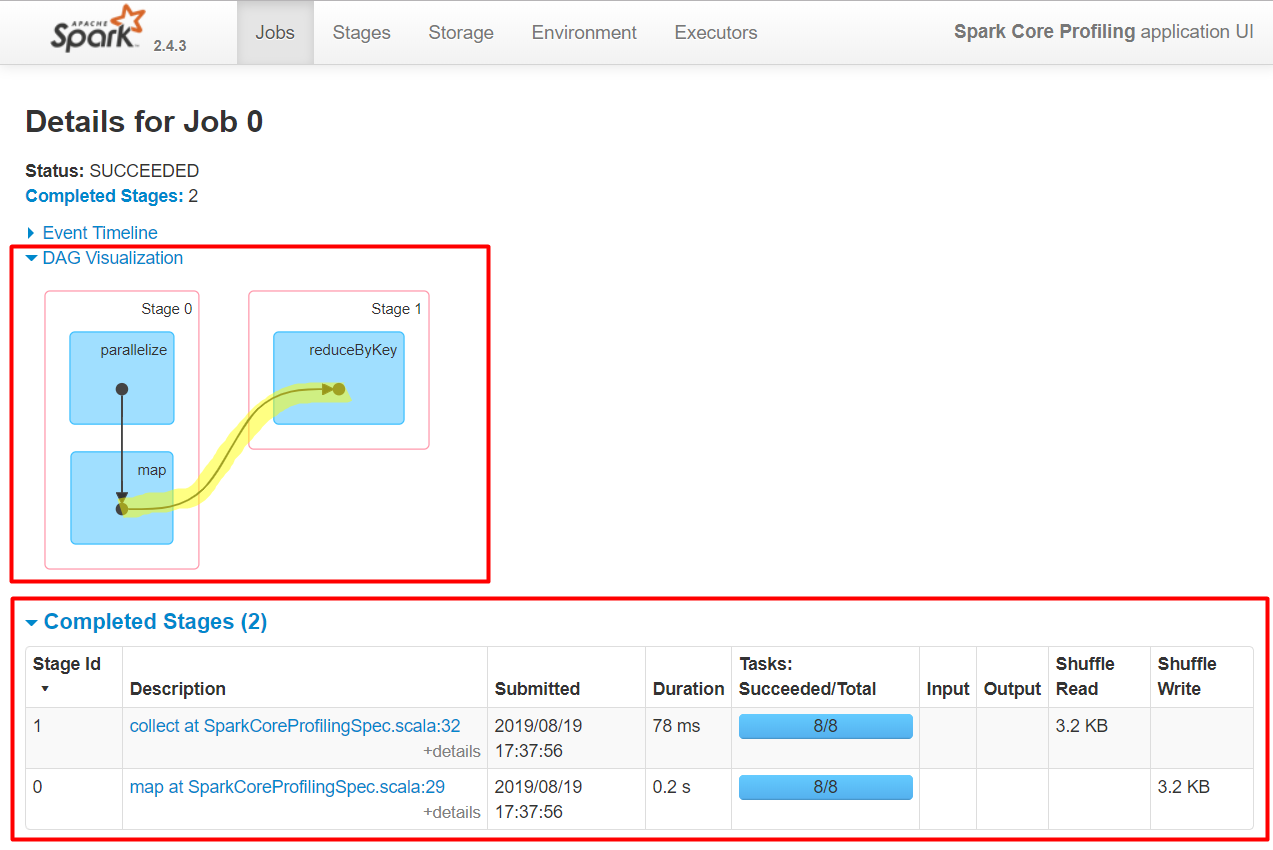 APACHE
Spark 2.4.3 Jobs Stages Storage Environment Executors Spark Core Profiling application UI
Details for Job 0
Status: SUCCEEDED
Completed Stages: 2
Event Timeline
DAG Visualization
Stage 0 Stage 1
parallelize reduceByKey
map
Completed Stages (2)
Stage Id Description Submitted Duration Tasks: Succeeded/Total Input Output Shuffle Read Shuffle Write
1 collect at SparkCoreProfilingSpec.scala:32 +details 2019/08/19 17:37:56 78 ms 8/8 3.2 KB
0 map at SparkCoreProfilingSpec.scala:29 +details 2019/08/19 17:37:56 0.2 s 8/8 3.2 KB